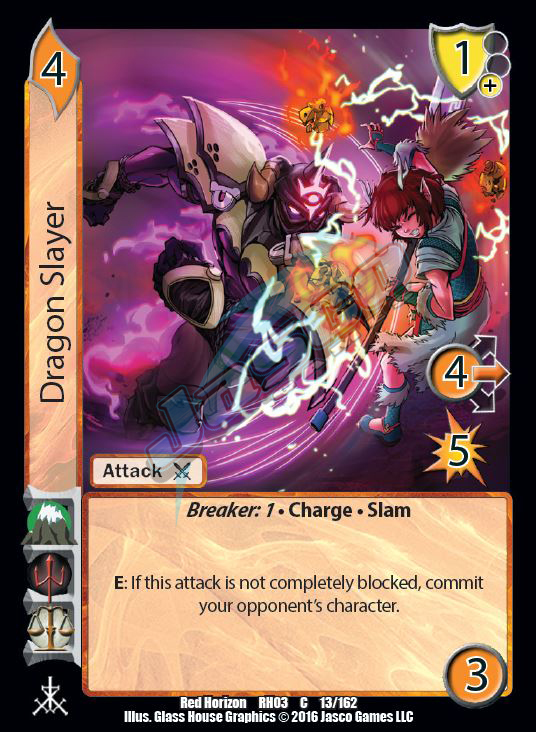 4
1
+
Dragon Slayer
4
5
Attack
Breaker: 1 • Charge • Slam
E: If this attack is not completely blocked, commit
your opponent's character.
3
Red Horizon RH03 C 13/162
Illus. Glass House Graphics © 2016 Jasco Games LLC